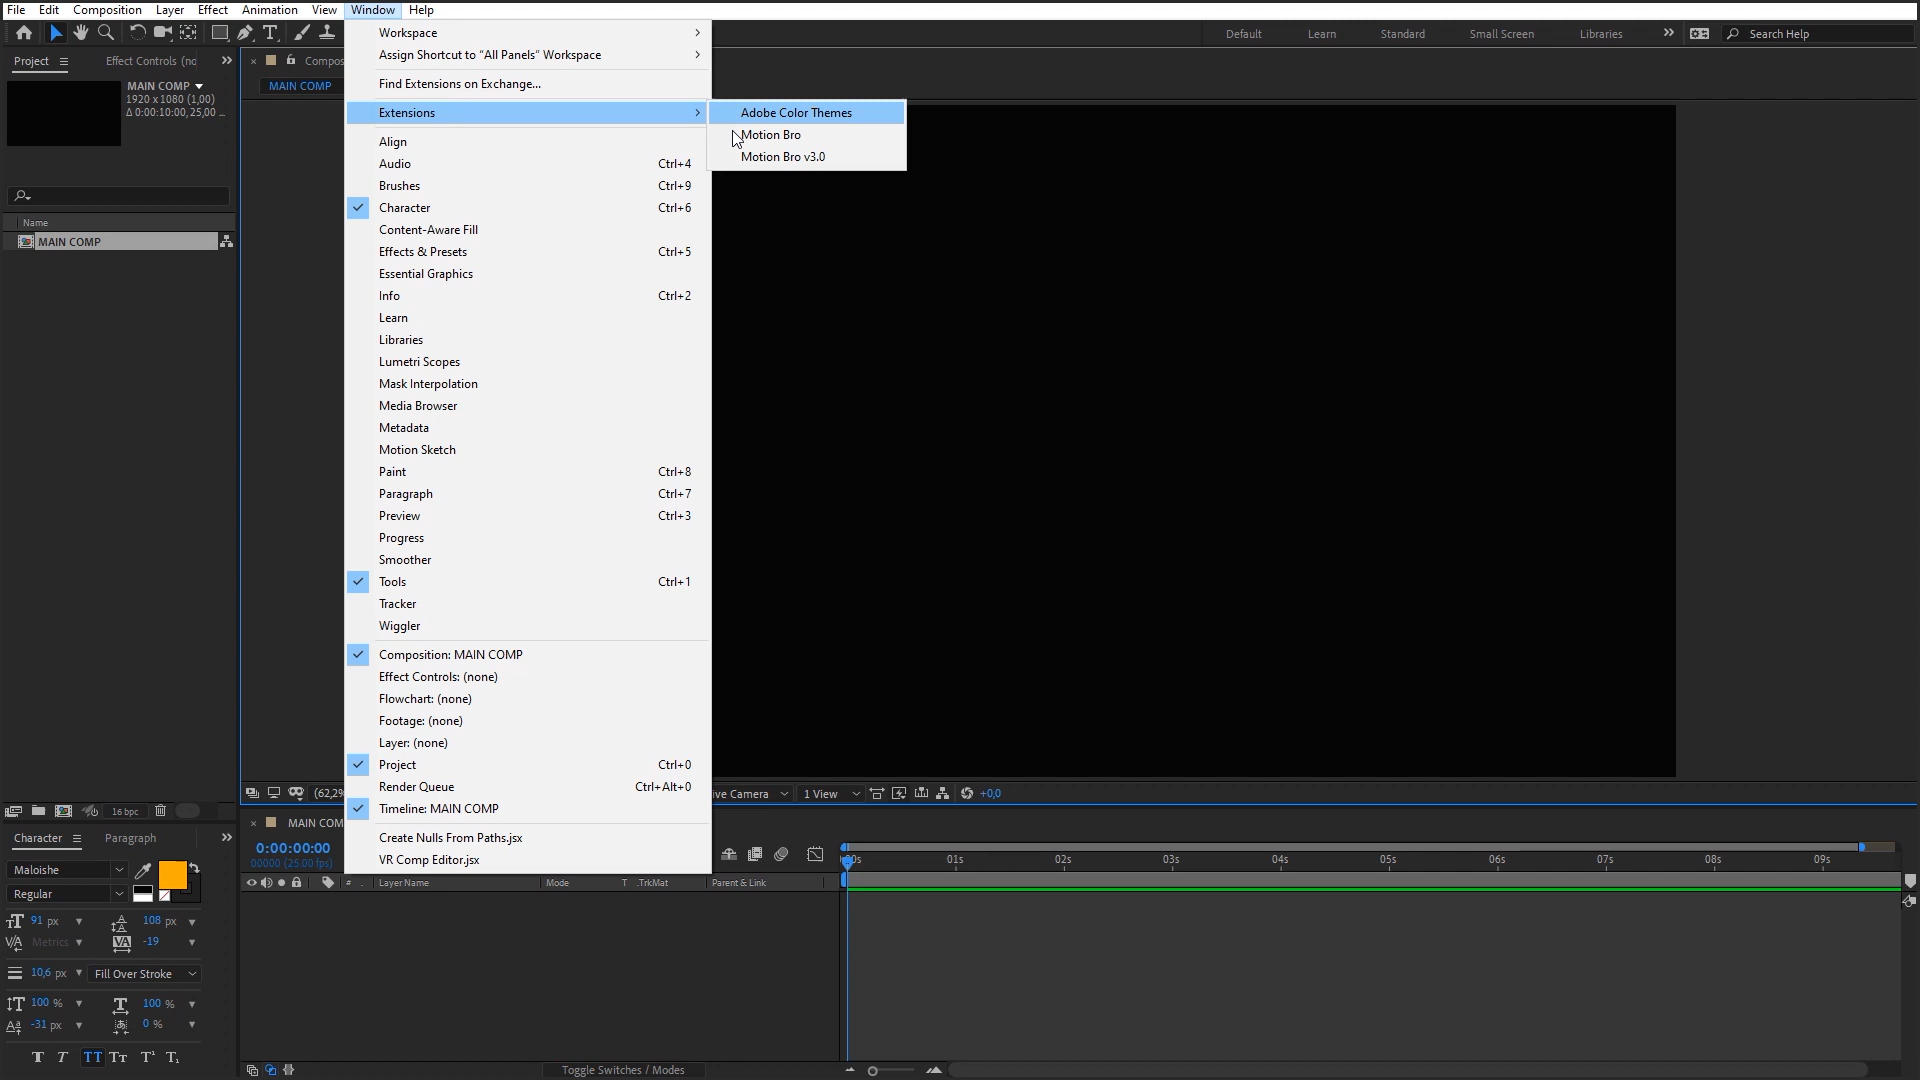 File Edit Composition Layer Effect Animation View Window Help
Default Learn Standard Small Screen Libraries Search Help
Project Effect Controls (no
MAIN COMP
1920 x 1080 (1,00)
Δ 0:00:10:00, 25,00 ...
Name
MAIN COMP
16 bpc
Compos
MAIN COMP
Workspace
Assign Shortcut to “All Panels” Workspace
Find Extensions on Exchange...
Extensions
Align
Audio Ctrl+4
Brushes Ctrl+9
Character Ctrl+6
Content-Aware Fill
Effects & Presets Ctrl+5
Essential Graphics
Info Ctrl+2
Learn
Libraries
Lumetri Scopes
Mask Interpolation
Media Browser
Metadata
Motion Sketch
Paint Ctrl+8
Paragraph Ctrl+7
Preview Ctrl+3
Progress
Smoother
Tools Ctrl+1
Tracker
Wiggler
Composition: MAIN COMP
Effect Controls: (none)
Flowchart: (none)
Footage: (none)
Layer: (none)
Project Ctrl+0
Render Queue Ctrl+Alt+0
Timeline: MAIN COMP
Create Nulls From Paths.jsx
VR Comp Editor.jsx
Adobe Color Themes
Motion Bro
Motion Bro v3.0
(62,2% ive Camera 1 View +0,0
Character Paragraph
Maloishe
Regular
91 px 108 px
Metrics -19
10,6 px Fill Over Stroke
100 % 100 %
-31 px 0 %
T T TT Tт T¹ T₁
MAIN COM
0:00:00:00
00000 (25.00 fps)
# . Layer Name Mode T .TrkMat Parent & Link
01s 02s 03s 04s 05s 06s 07s 08s 09s
Toggle Switches / Modes